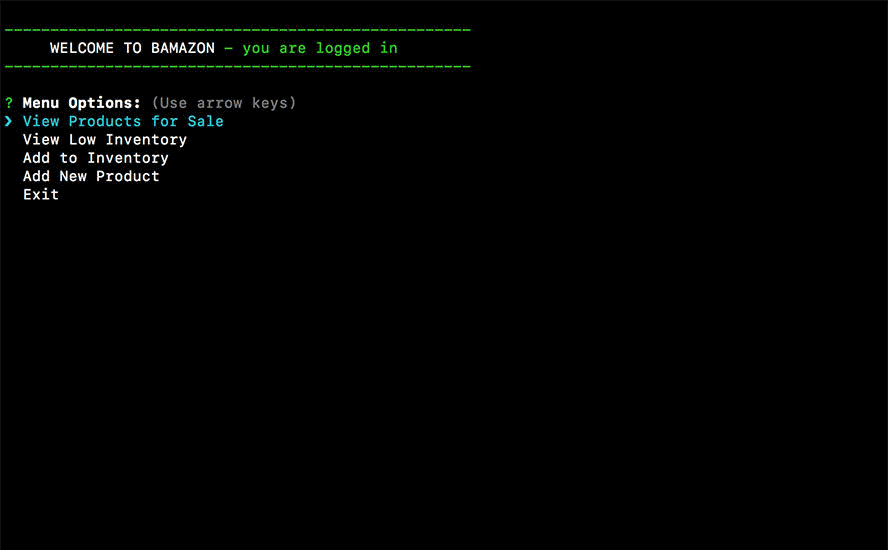 WELCOME TO BAMAZON – you are logged in
? Menu Options: (Use arrow keys)
❯ View Products for Sale
View Low Inventory
Add to Inventory
Add New Product
Exit